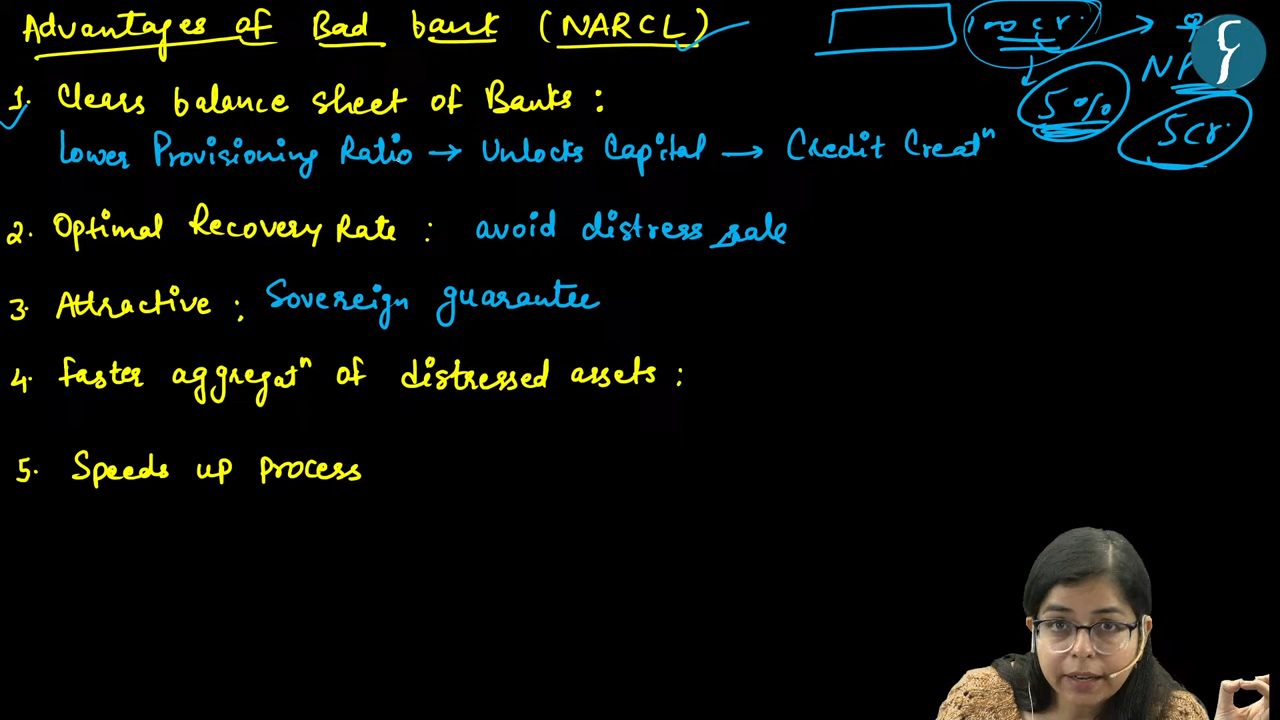 Advantages of Bad bank (NARCL)
100 cr.
NP
5%
5 cr.
1. Clears balance sheet of Banks :
Lower Provisioning Ratio → Unlocks Capital → Credit Creatⁿ
2. Optimal Recovery Rate : avoid distress sale
3. Attractive : Sovereign guarantee
4. faster aggregatⁿ of distressed assets :
5. Speeds up process